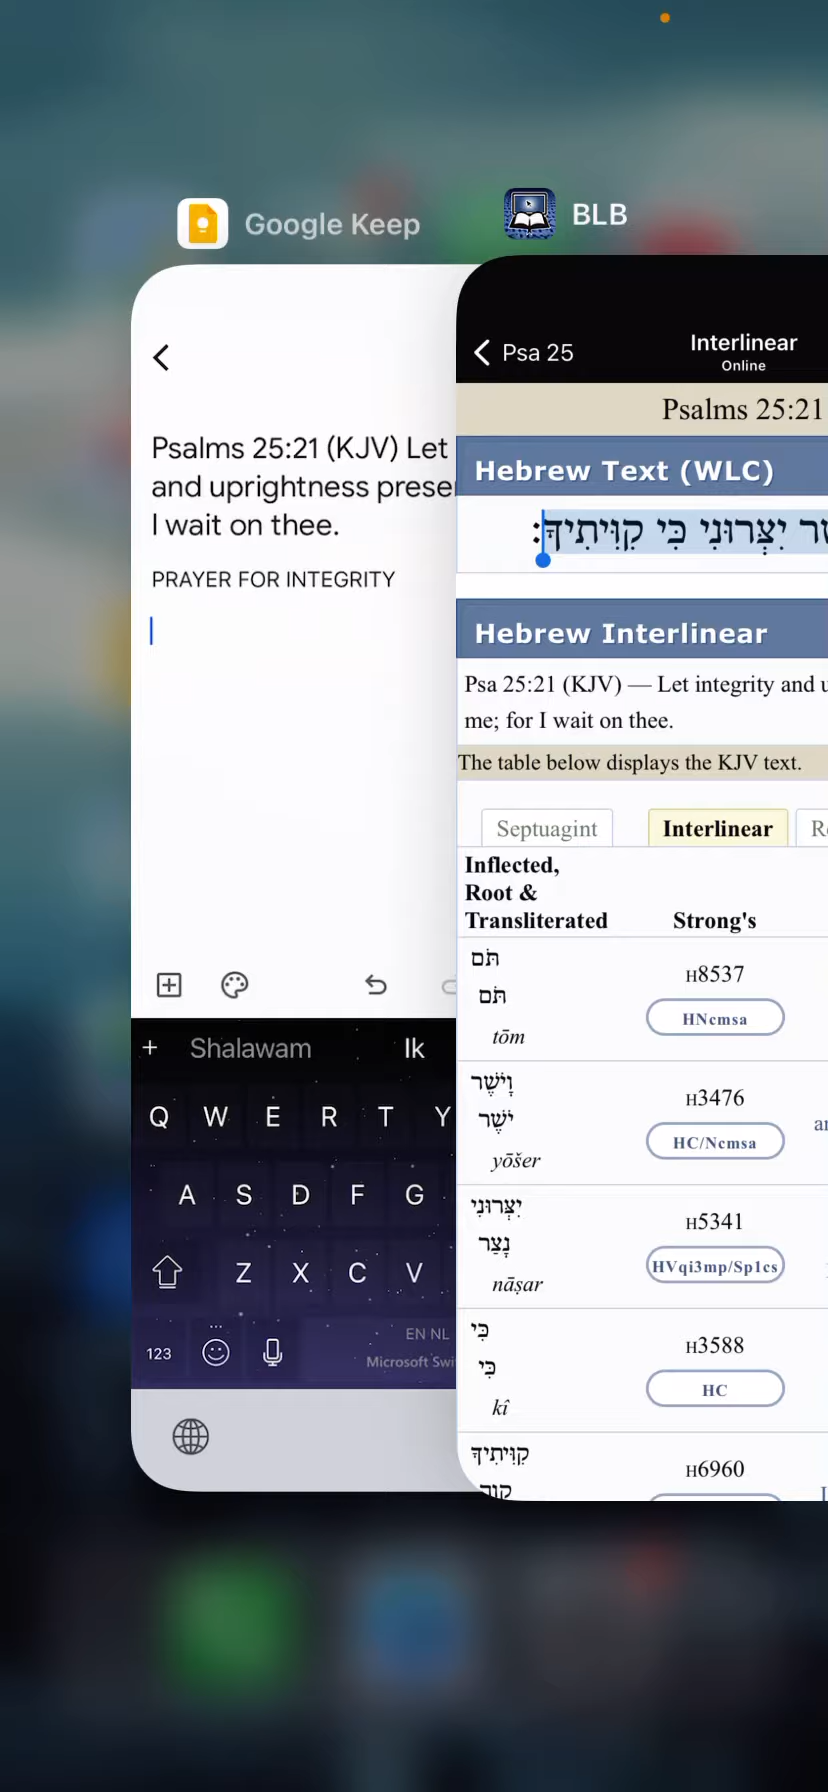 Google Keep
BLB
Psalms 25:21 (KJV) Let
and uprightness prese
I wait on thee.
PRAYER FOR INTEGRITY
Shalawam
Ik
Q W E R T Y
A S D F G
Z X C V
123
EN NL
Microsoft Swi
Psa 25
Interlinear
Online
Psalms 25:21
Hebrew Text (WLC)
יִצְּרוּנִי כִּי קִוִּיתִיךָ׃
Hebrew Interlinear
Psa 25:21 (KJV) — Let integrity and u
me; for I wait on thee.
The table below displays the KJV text.
Septuagint Interlinear R
Inflected,
Root &
Transliterated Strong's
תֹּם
תֹּם
tōm
H8537
HNcmsa
וָיֹשֶׁר
יֹשֶׁר
yōšer
H3476
HC/Ncmsa
יִצְּרוּנִי
נָצַר
nāṣar
H5341
HVqi3mp/Sp1cs
כִּי
כִּי
kî
H3588
HC
קִוִּיתִיךָ
H6960